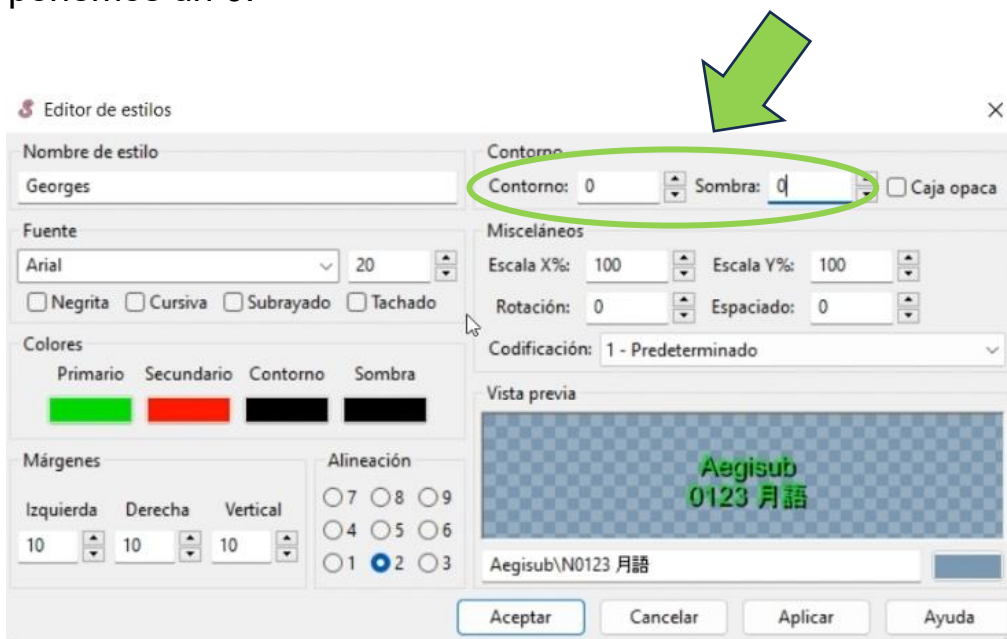 ponemos un 0.
Editor de estilos
Nombre de estilo
Georges
Fuente
Arial 20
Negrita Cursiva Subrayado Tachado
Colores
Primario Secundario Contorno Sombra
Márgenes
Izquierda Derecha Vertical
10 10 10
Alineación
7 8 9
4 5 6
1 2 3
Contorno
Contorno: 0 Sombra: 0 Caja opaca
Misceláneos
Escala X%: 100 Escala Y%: 100
Rotación: 0 Espaciado: 0
Codificación: 1 - Predeterminado
Vista previa
Aegisub
0123 月語
Aegisub\N0123 月語
Aceptar Cancelar Aplicar Ayuda